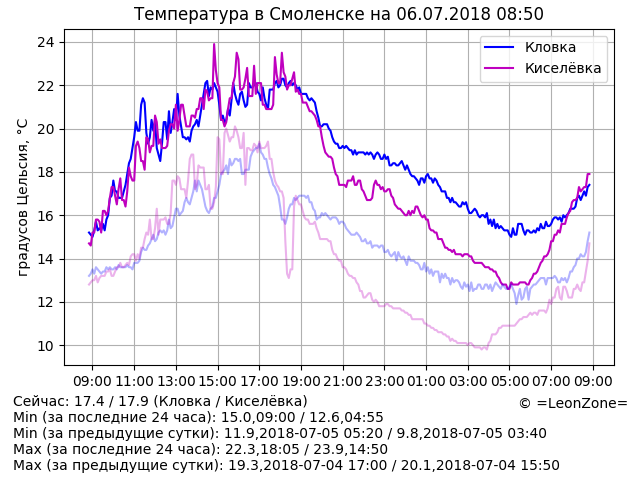 Температура в Смоленске на 06.07.2018 08:50
Кловка
Киселёвка
градусов Цельсия, °C
24
22
20
18
16
14
12
10
09:00 11:00 13:00 15:00 17:00 19:00 21:00 23:00 01:00 03:00 05:00 07:00 09:00
Сейчас: 17.4 / 17.9 (Кловка / Киселёвка)
© =LeonZone=
Min (за последние 24 часа): 15.0,09:00 / 12.6,04:55
Min (за предыдущие сутки): 11.9,2018-07-05 05:20 / 9.8,2018-07-05 03:40
Max (за последние 24 часа): 22.3,18:05 / 23.9,14:50
Max (за предыдущие сутки): 19.3,2018-07-04 17:00 / 20.1,2018-07-04 15:50